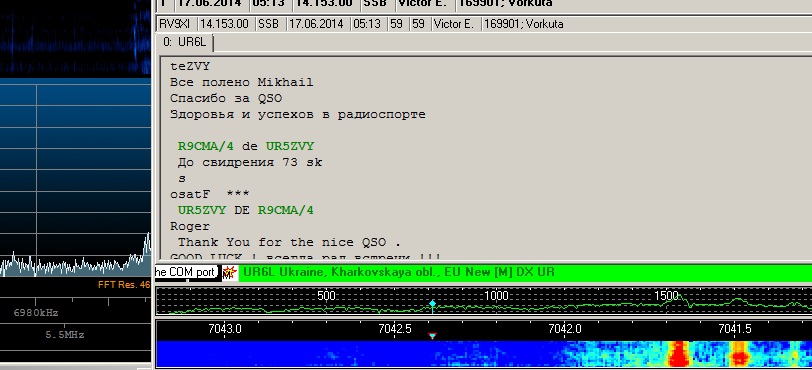 1 17.06.2014 05:13 14.153.00 SSB Victor E. 169901; Vorkuta
RV9XI 14.153.00 SSB 17.06.2014 05:13 59 59 Victor E. 169901; Vorkuta
0: UR6L
teZVY
Все полено Mikhail
Спасибо за QSO
Здоровья и успехов в радиоспорте
R9CMA/4 de UR5ZVY
До свидрения 73 sk
s
osatF ***
UR5ZVY DE R9CMA/4
Roger
Thank You for the nice QSO .
GOOD LUCK ! всегда рад встречи !!!
he COM port) UR6L Ukraine, Kharkovskaya obl., EU New [M] DX UR
FFT Res. 46
500 1000 1500
6980kHz
7043.0 7042.5 7042.0 7041.5
5.5MHz